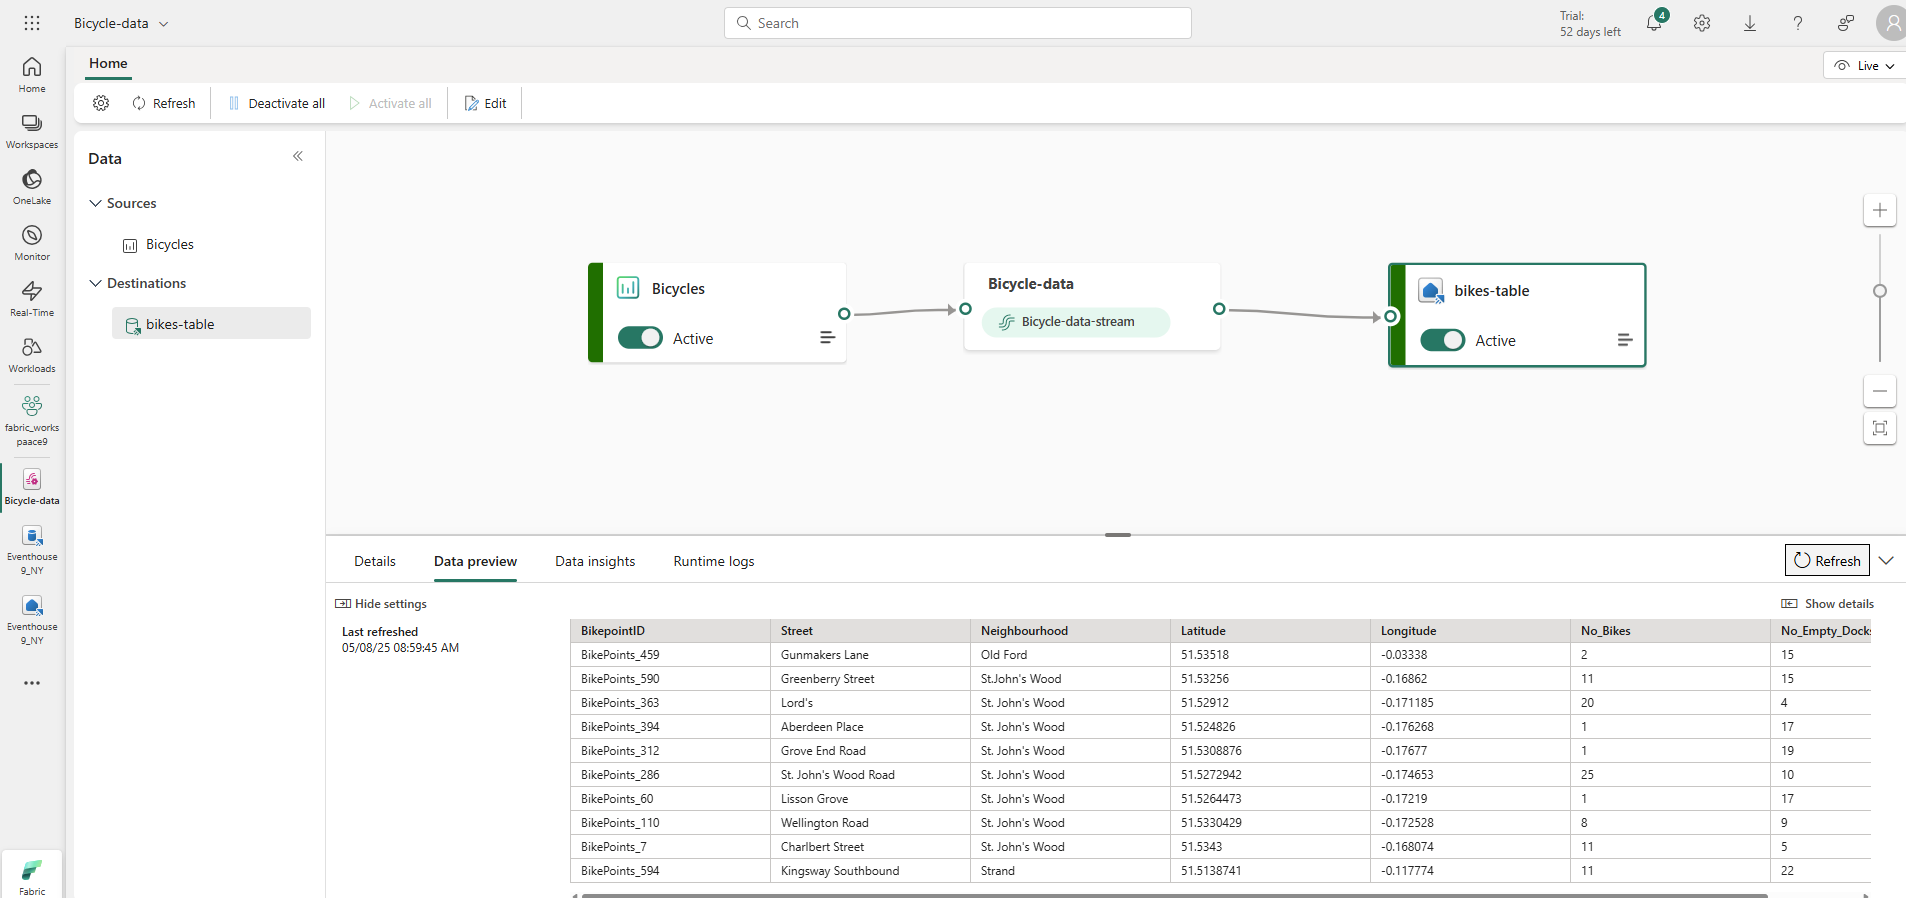 Bicycle-data
Search
Trial:
52 days left
4
Home
Live
Refresh
Deactivate all
Activate all
Edit
Home
Workspaces
OneLake
Monitor
Real-Time
Workloads
fabric_works
paace9
Bicycle-data
Eventhouse
9_NY
Eventhouse
9_NY
Fabric
Data
Sources
Bicycles
Destinations
bikes-table
Bicycles
Active
Bicycle-data
Bicycle-data-stream
bikes-table
Active
Details Data preview Data insights Runtime logs
Refresh
Hide settings
Show details
Last refreshed
05/08/25 08:59:45 AM
BikepointID Street Neighbourhood Latitude Longitude No_Bikes No_Empty_Docks
BikePoints_459 Gunmakers Lane Old Ford 51.53518 -0.03338 2 15
BikePoints_590 Greenberry Street St.John's Wood 51.53256 -0.16862 11 15
BikePoints_363 Lord's St. John's Wood 51.52912 -0.171185 20 4
BikePoints_394 Aberdeen Place St. John's Wood 51.524826 -0.176268 1 17
BikePoints_312 Grove End Road St. John's Wood 51.5308876 -0.17677 1 19
BikePoints_286 St. John's Wood Road St. John's Wood 51.5272942 -0.174653 25 10
BikePoints_60 Lisson Grove St. John's Wood 51.5264473 -0.17219 1 17
BikePoints_110 Wellington Road St. John's Wood 51.5330429 -0.172528 8 9
BikePoints_7 Charlbert Street St. John's Wood 51.5343 -0.168074 11 5
BikePoints_594 Kingsway Southbound Strand 51.5138741 -0.117774 11 22